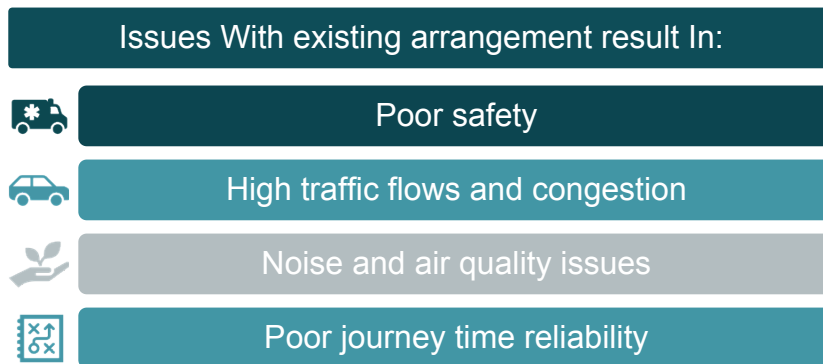 Issues With existing arrangement result In:
Poor safety
High traffic flows and congestion
Noise and air quality issues
Poor journey time reliability